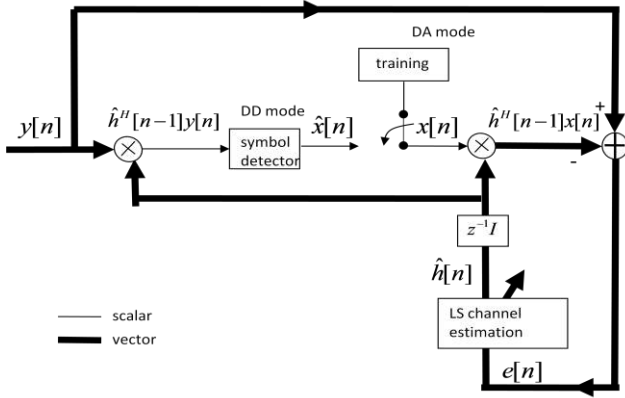 DA mode
training
y[n]
ĥ^H[n−1]y[n]
DD mode
x̂[n]
x[n]
ĥ^H[n−1]x[n]
+
-
symbol
detector
z^{-1}I
ĥ[n]
LS channel
estimation
scalar
vector
e[n]